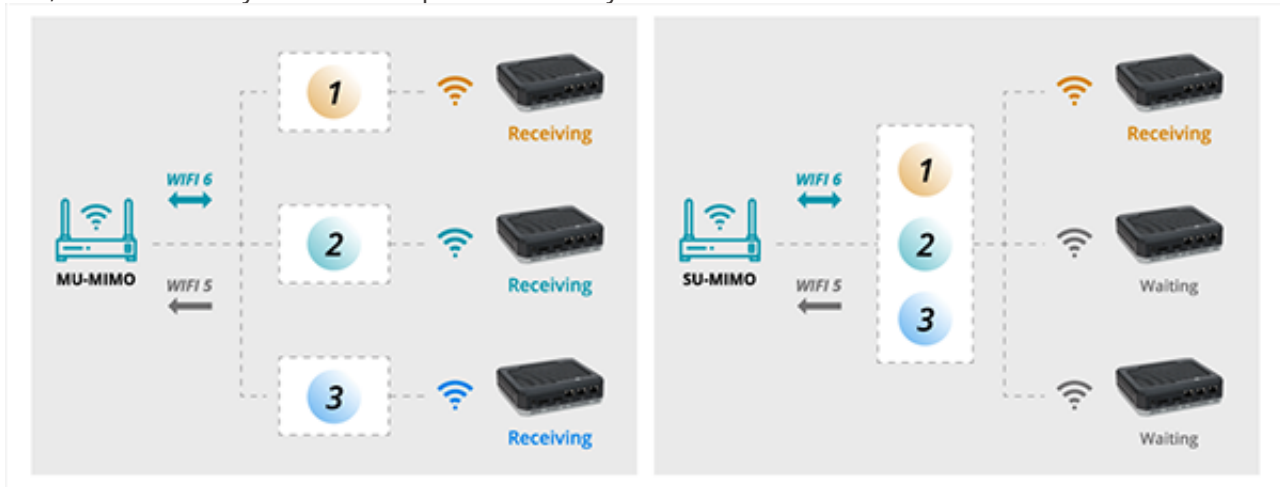 1
Receiving
WIFI 6
2
MU-MIMO
WIFI 5
Receiving
3
Receiving
Receiving
1
WIFI 6
2
SU-MIMO
WIFI 5
Waiting
3
Waiting